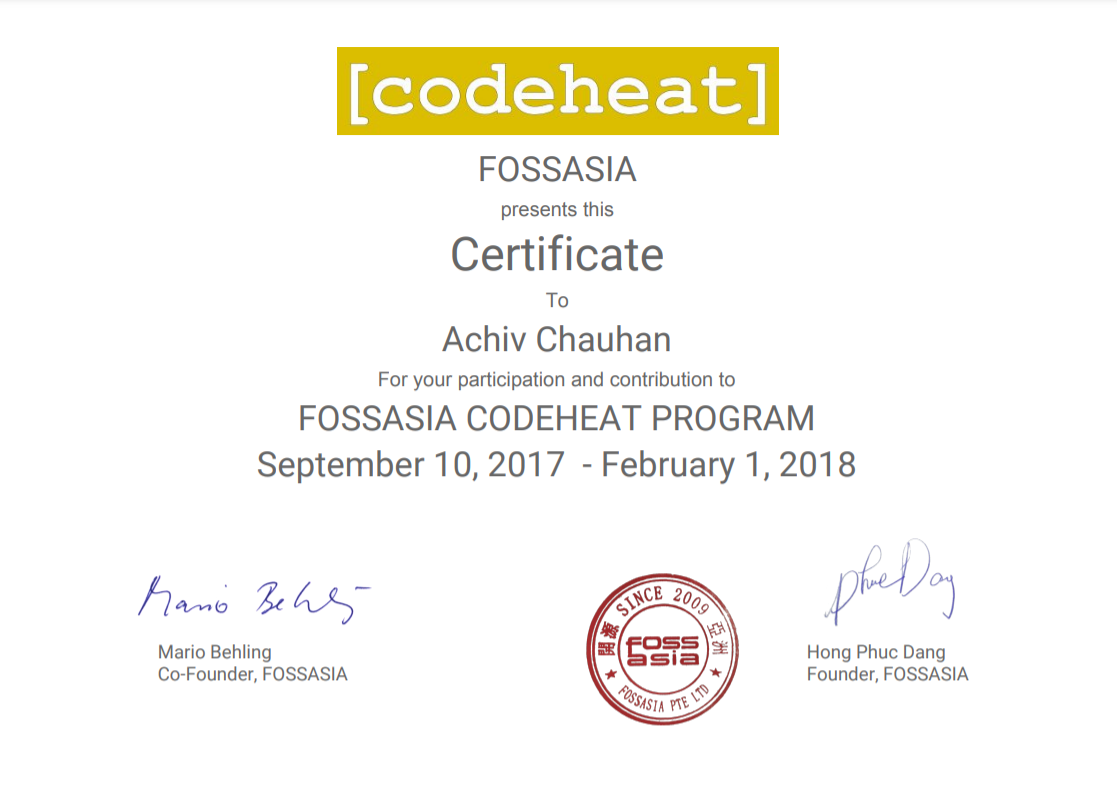 [codeheat]
FOSSASIA
presents this
Certificate
To
Achiv Chauhan
For your participation and contribution to
FOSSASIA CODEHEAT PROGRAM
September 10, 2017 - February 1, 2018
Mario Behling
Phuc Dang
Mario Behling
Co-Founder, FOSSASIA
開源 SINCE 2009 亞洲
foss
asia
★ FOSSASIA PTE LTD ★
Hong Phuc Dang
Founder, FOSSASIA